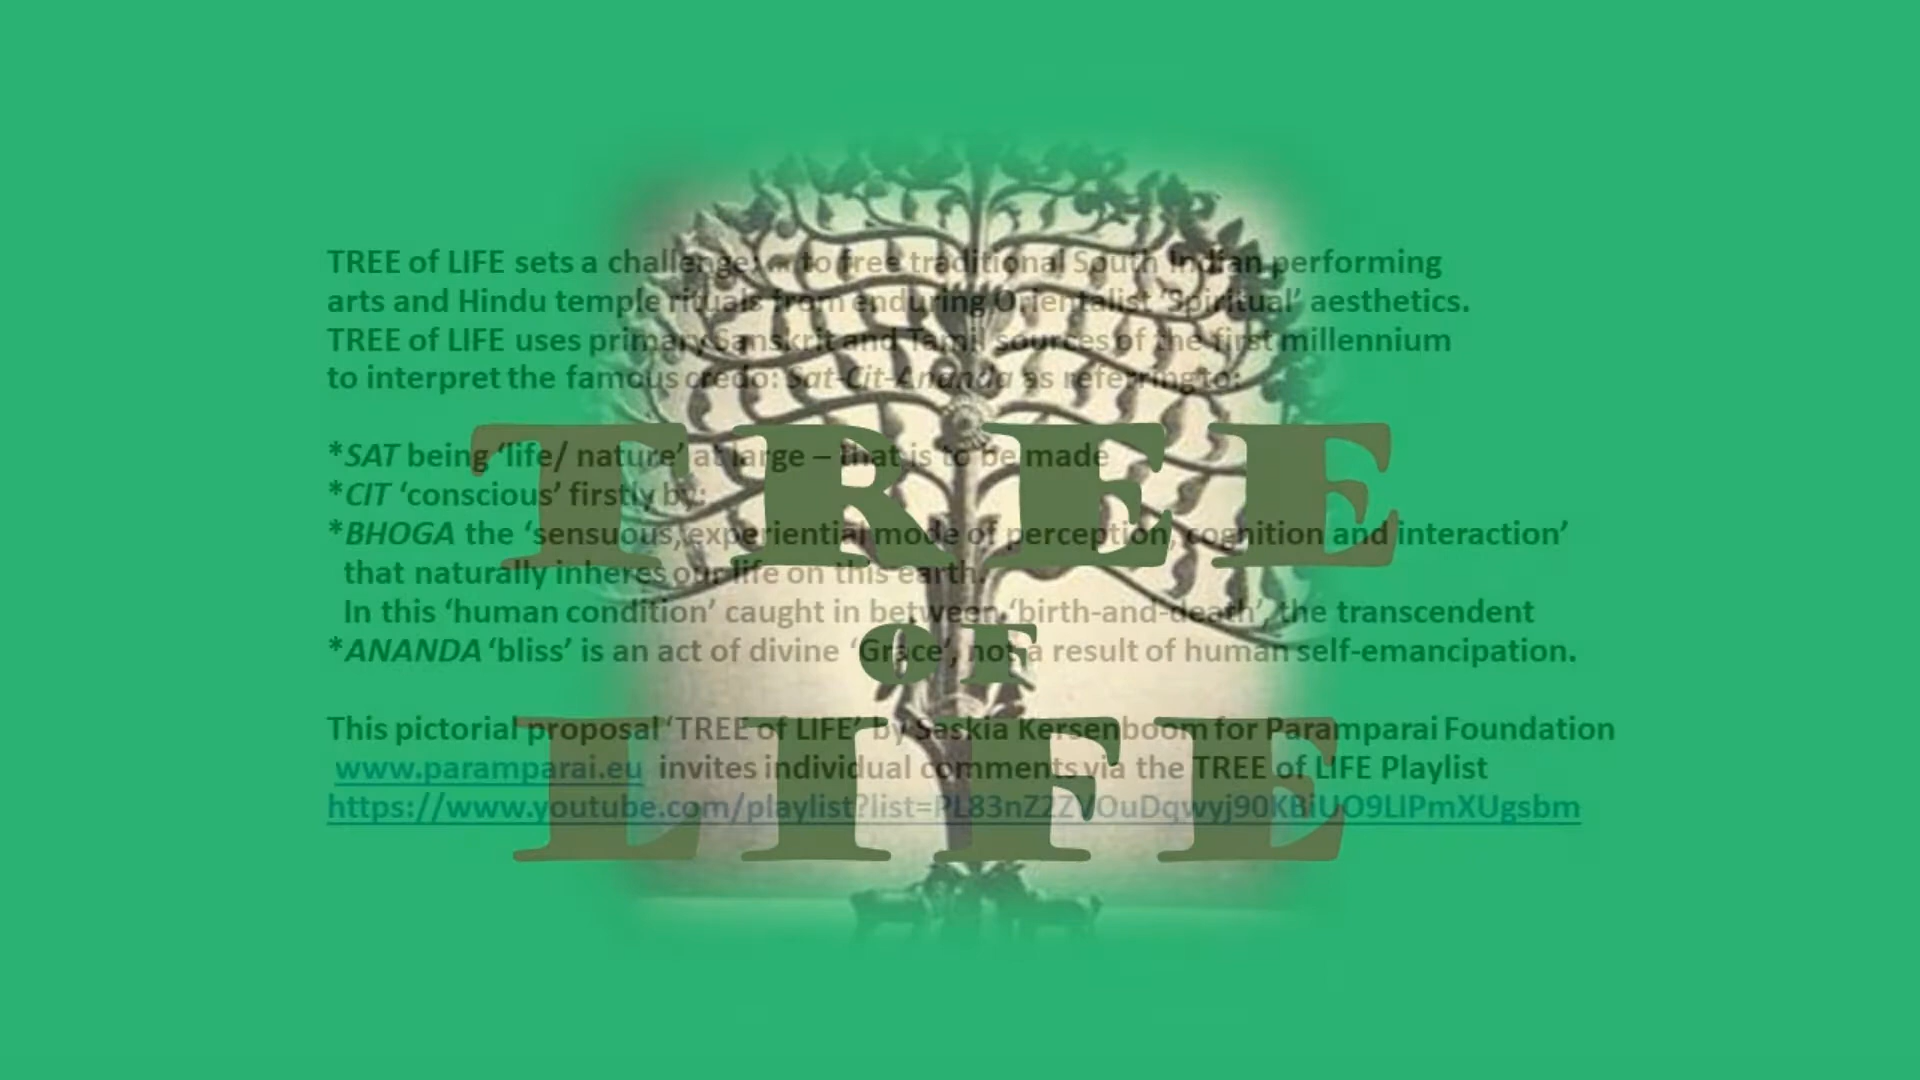 TREE of LIFE sets a challenge: – to free traditional South Indian performing
arts and Hindu temple rituals from enduring Orientalist 'Spiritual' aesthetics.
TREE of LIFE uses primary Sanskrit and Tamil sources of the first millennium
to interpret the famous credo: Sat-Cit-Ananda as referring to:
*SAT being 'life/ nature' at large – that is to be made
*CIT 'conscious' firstly by:
*BHOGA the 'sensuous, experiential mode of perception, cognition and interaction'
that naturally inheres our life on this earth.
In this 'human condition' caught in between 'birth-and-death', the transcendent
*ANANDA 'bliss' is an act of divine 'Grace', not a result of human self-emancipation.
This pictorial proposal 'TREE of LIFE' by Saskia Kersenboom for Paramparai Foundation
www.paramparai.eu invites individual comments via the TREE of LIFE Playlist
TREE
OF
LIFE